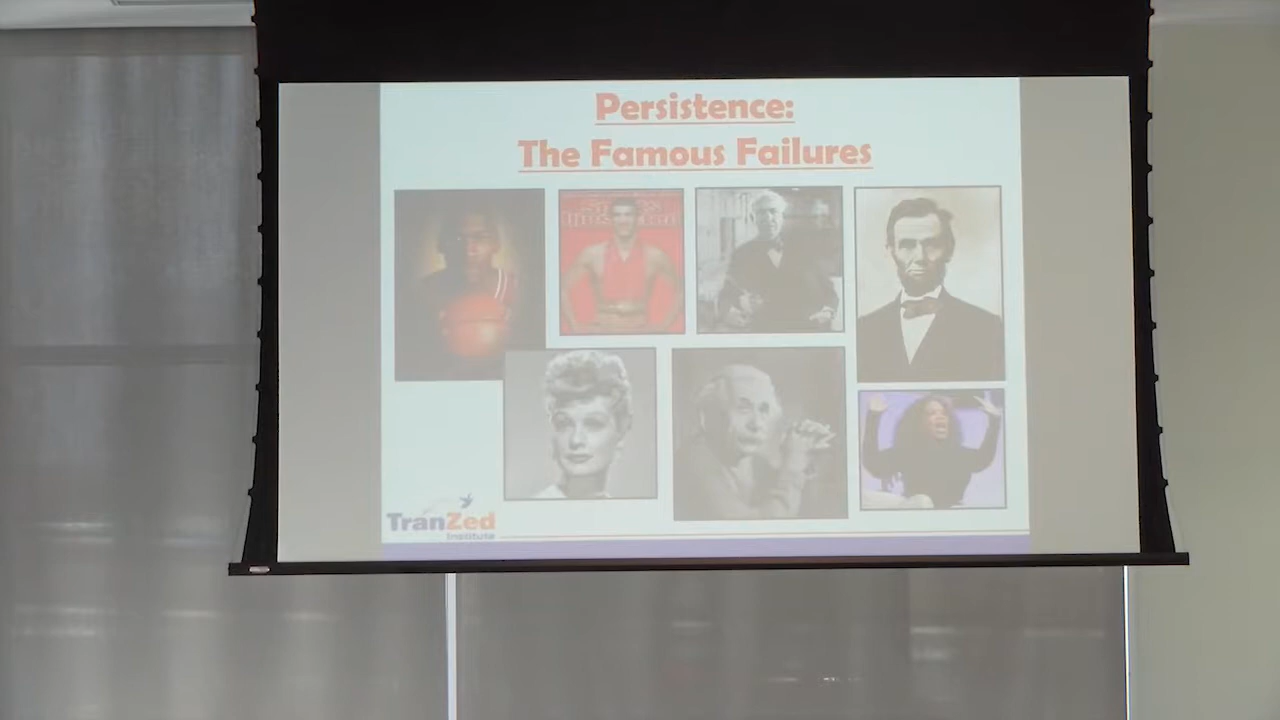 Persistence:
The Famous Failures
TranZed
Institute